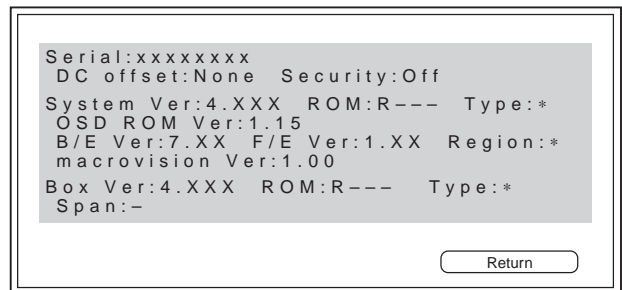 Serial:xxxxxxxx
DC offset:None Security:Off
System Ver:4.XXX ROM:R––– Type:*
OSD ROM Ver:1.15
B/E Ver:7.XX F/E Ver:1.XX Region:*
macrovision Ver:1.00
Box Ver:4.XXX ROM:R––– Type:*
Span:–
Return